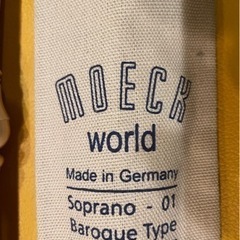 MOECK
world
Made in Germany
Soprano - 01
Baroque Type